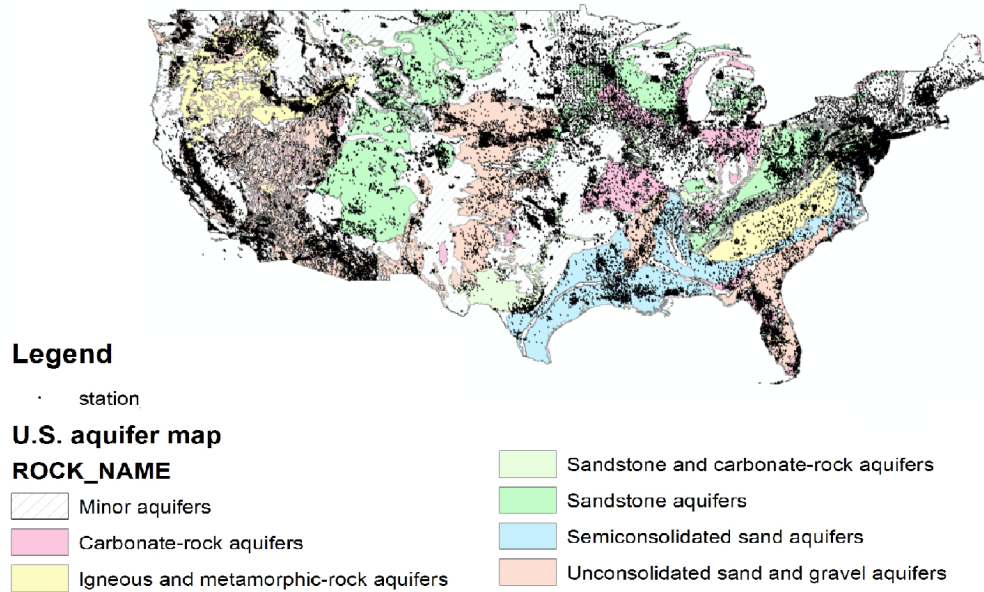 Legend
station
U.S. aquifer map
ROCK_NAME
Minor aquifers
Carbonate-rock aquifers
Igneous and metamorphic-rock aquifers
Sandstone and carbonate-rock aquifers
Sandstone aquifers
Semiconsolidated sand aquifers
Unconsolidated sand and gravel aquifers